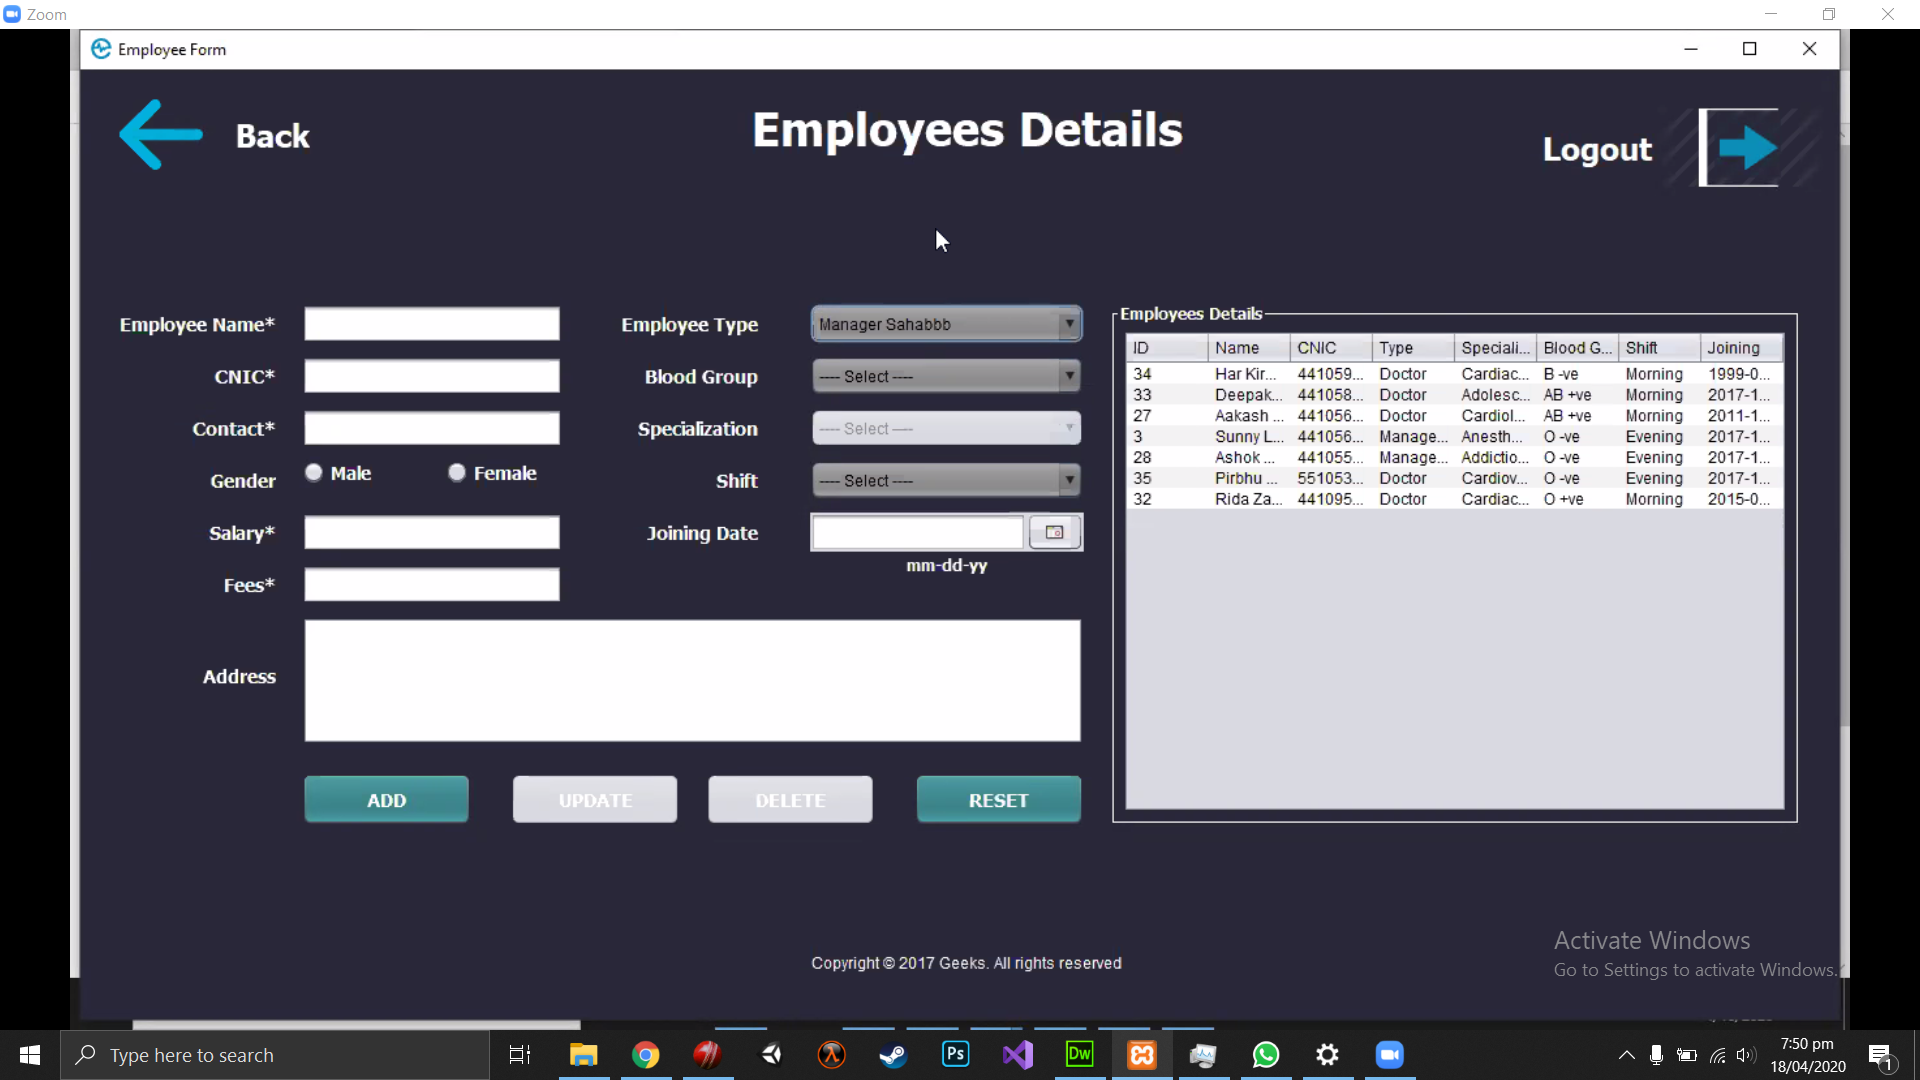 Zoom
Employee Form
Back
Employees Details
Logout
Employee Name*
Employee Type
Manager Sahabbb
CNIC*
Blood Group
---- Select ----
Contact*
Specialization
---- Select ----
Gender
Male
Female
Shift
---- Select ----
Salary*
Joining Date
mm-dd-yy
Fees*
Address
ADD
UPDATE
DELETE
RESET
Employees Details
ID Name CNIC Type Speciali... Blood G... Shift Joining
34 Har Kir... 441059... Doctor Cardiac... B -ve Morning 1999-0...
33 Deepak... 441058... Doctor Adolesc... AB +ve Morning 2017-1...
27 Aakash ... 441056... Doctor Cardiol... AB +ve Morning 2011-1...
3 Sunny L... 441056... Manage... Anesth... O -ve Evening 2017-1...
28 Ashok ... 441055... Manage... Addictio... O -ve Evening 2017-1...
35 Pirbhu ... 551053... Doctor Cardiov... O -ve Evening 2017-1...
32 Rida Za... 441095... Doctor Cardiac... O +ve Morning 2015-0...
Copyright © 2017 Geeks. All rights reserved
Activate Windows
Go to Settings to activate Windows.
Type here to search
Ps
Dw
7:50 pm
18/04/2020
1